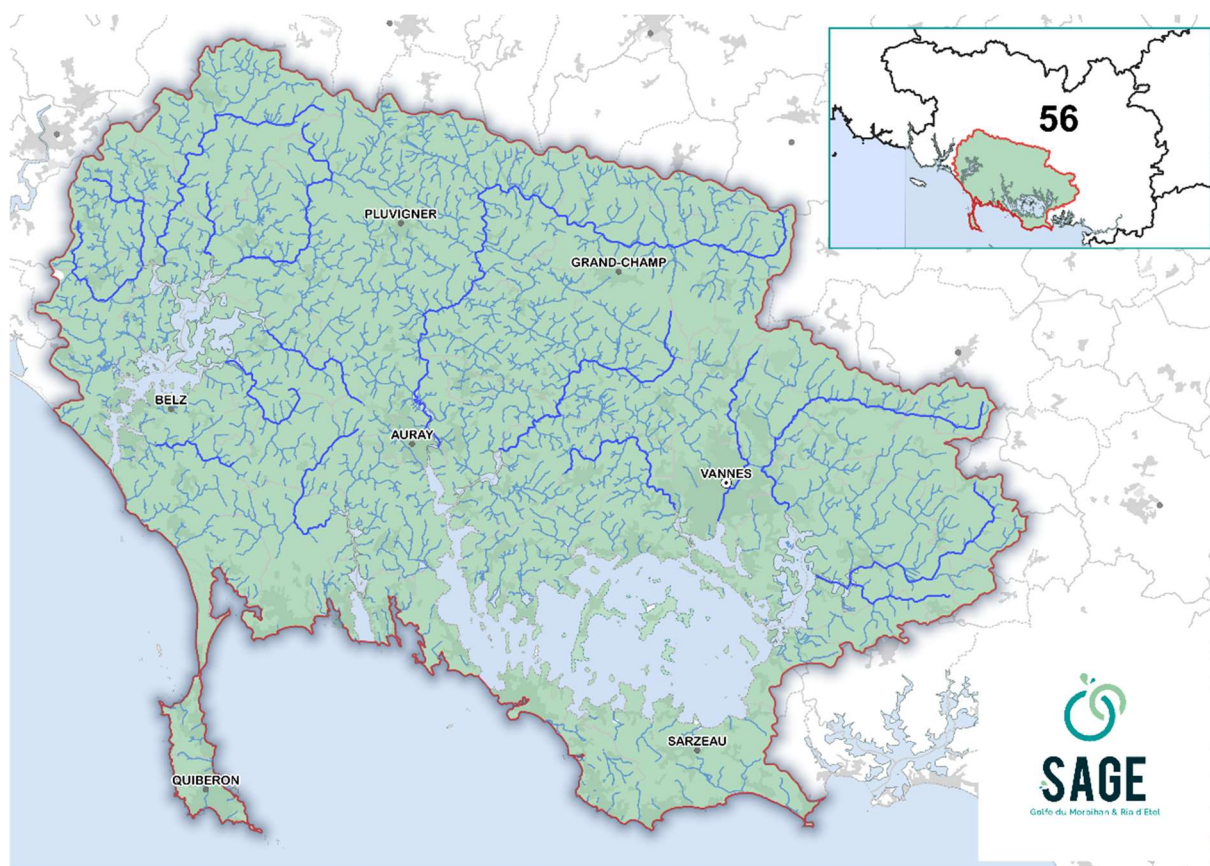 56
PLUVIGNER
GRAND-CHAMP
BELZ
AURAY
VANNES
SARZEAU
QUIBERON
SAGE
Golfe du Morbihan & Ria d'Etel